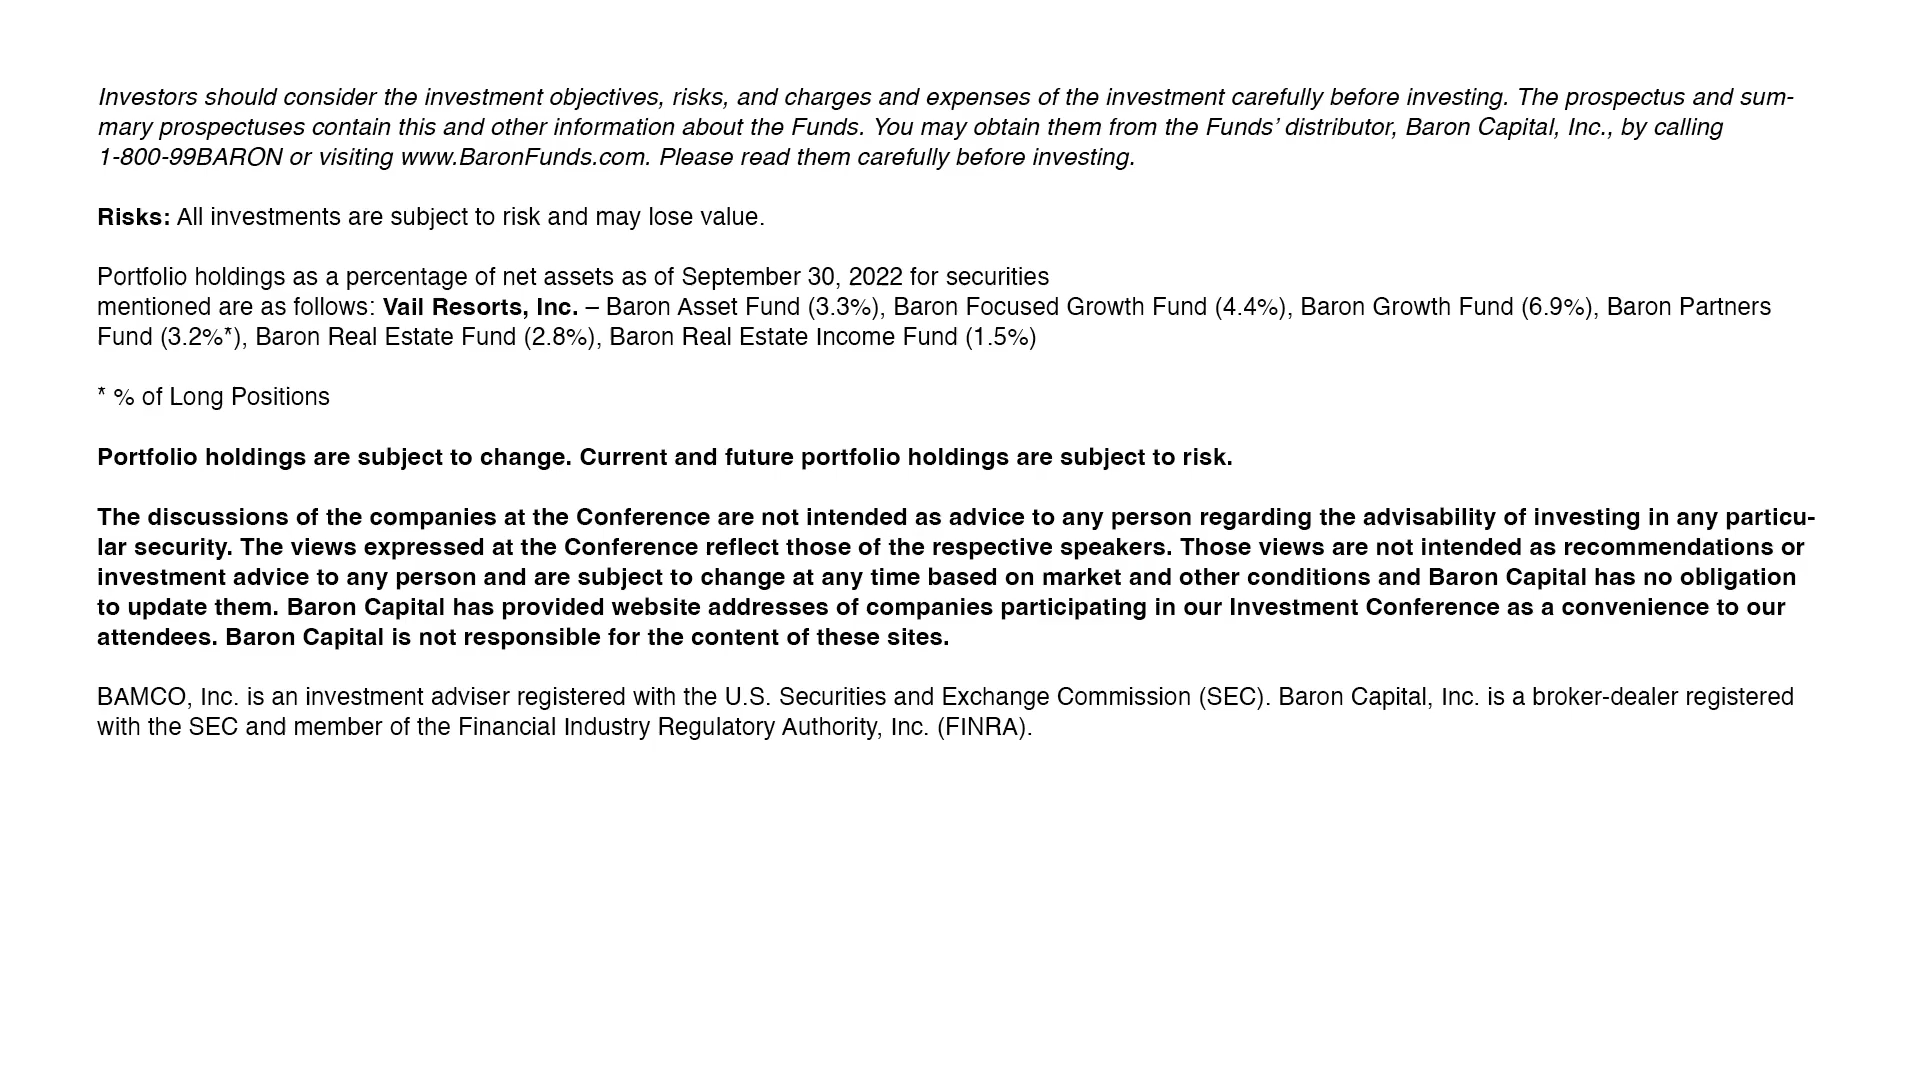 Investors should consider the investment objectives, risks, and charges and expenses of the investment carefully before investing. The prospectus and sum-
mary prospectuses contain this and other information about the Funds. You may obtain them from the Funds’ distributor, Baron Capital, Inc., by calling
1-800-99BARON or visiting www.BaronFunds.com. Please read them carefully before investing.
Risks: All investments are subject to risk and may lose value.
Portfolio holdings as a percentage of net assets as of September 30, 2022 for securities
mentioned are as follows: Vail Resorts, Inc. – Baron Asset Fund (3.3%), Baron Focused Growth Fund (4.4%), Baron Growth Fund (6.9%), Baron Partners
Fund (3.2%*), Baron Real Estate Fund (2.8%), Baron Real Estate Income Fund (1.5%)
* % of Long Positions
Portfolio holdings are subject to change. Current and future portfolio holdings are subject to risk.
The discussions of the companies at the Conference are not intended as advice to any person regarding the advisability of investing in any particu-
lar security. The views expressed at the Conference reflect those of the respective speakers. Those views are not intended as recommendations or
investment advice to any person and are subject to change at any time based on market and other conditions and Baron Capital has no obligation
to update them. Baron Capital has provided website addresses of companies participating in our Investment Conference as a convenience to our
attendees. Baron Capital is not responsible for the content of these sites.
BAMCO, Inc. is an investment adviser registered with the U.S. Securities and Exchange Commission (SEC). Baron Capital, Inc. is a broker-dealer registered
with the SEC and member of the Financial Industry Regulatory Authority, Inc. (FINRA).